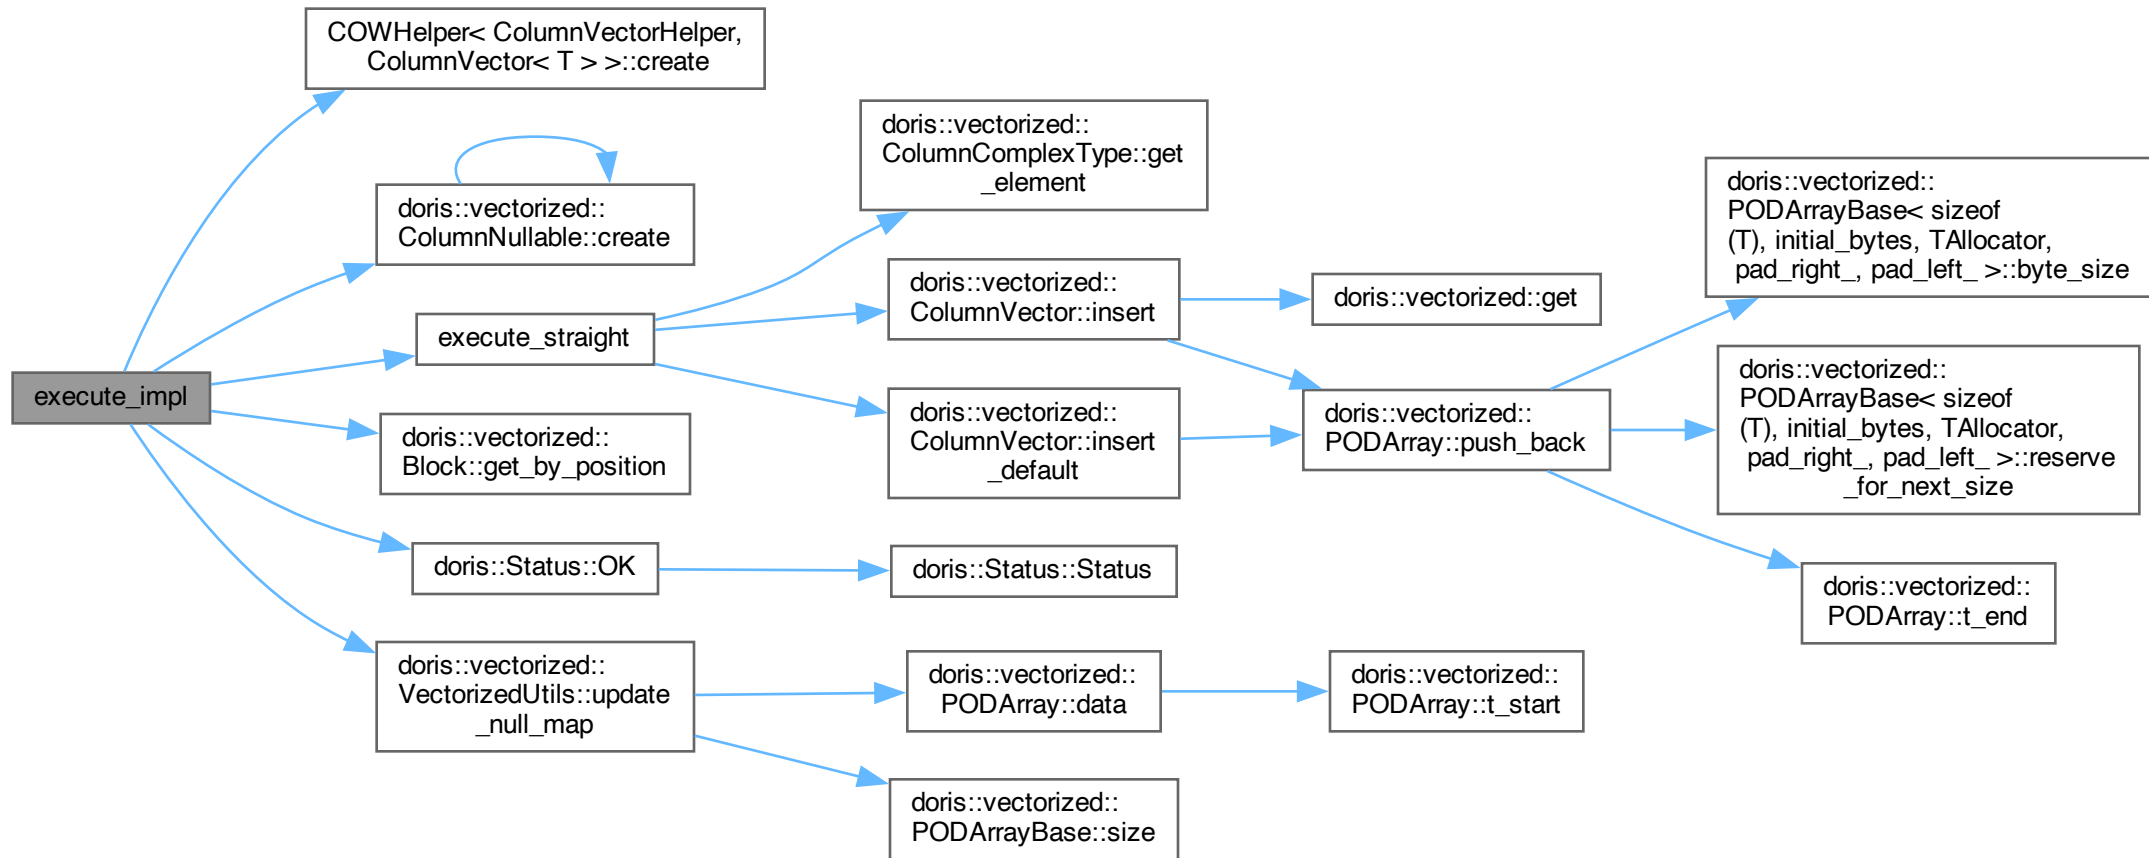 COWHelper< ColumnVectorHelper,
ColumnVector< T > >::create
doris::vectorized::
ColumnNullable::create
execute_straight
execute_impl
doris::vectorized::
Block::get_by_position
doris::Status::OK
doris::vectorized::
VectorizedUtils::update
_null_map
doris::vectorized::
ColumnComplexType::get
_element
doris::vectorized::
ColumnVector::insert
doris::vectorized::
ColumnVector::insert
_default
doris::Status::Status
doris::vectorized::
PODArray::data
doris::vectorized::
PODArrayBase::size
doris::vectorized::get
doris::vectorized::
PODArray::push_back
doris::vectorized::
PODArray::t_start
doris::vectorized::
PODArrayBase< sizeof
(T), initial_bytes, TAllocator,
pad_right_, pad_left_ >::byte_size
doris::vectorized::
PODArrayBase< sizeof
(T), initial_bytes, TAllocator,
pad_right_, pad_left_ >::reserve
_for_next_size
doris::vectorized::
PODArray::t_end